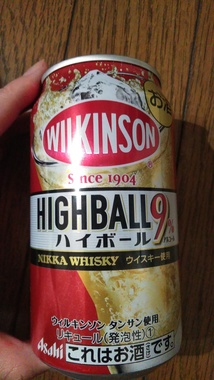 お酒
WILKINSON
Since 1904
HIGHBALL 9%
ハイボール
NIKKA WHISKY ウイスキー使用
ウィルキンソン タンサン使用
リキュール(発泡性)①
Asahi これはお酒です。